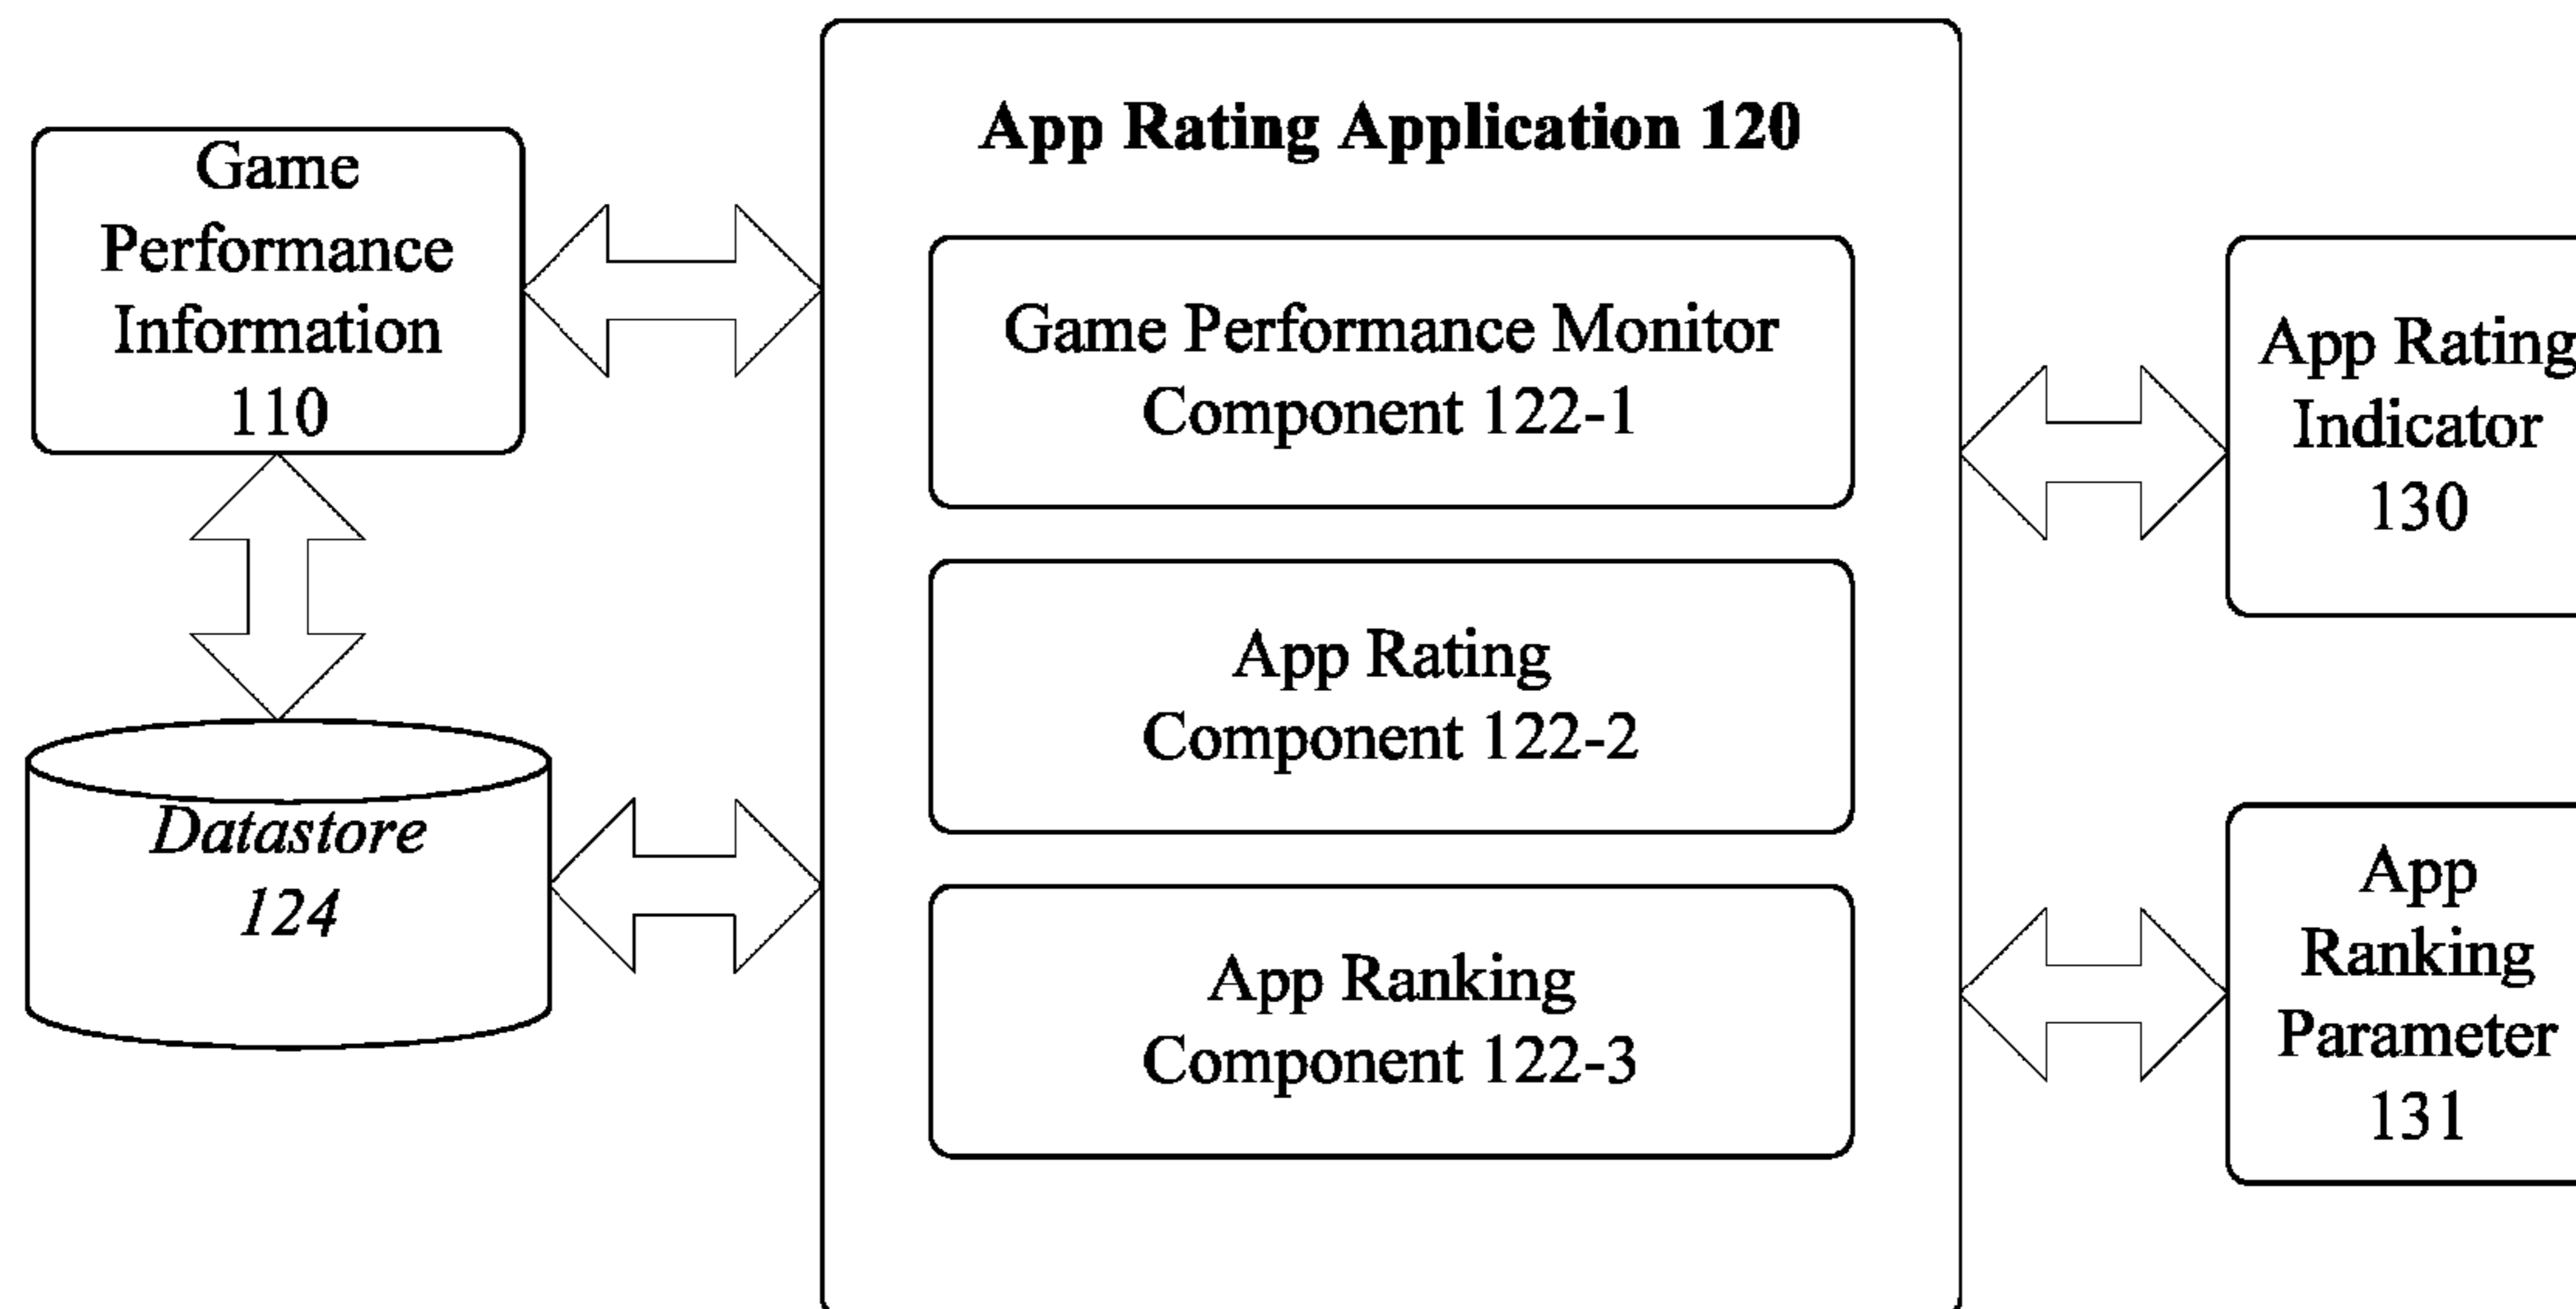 Game
Performance
Information
110
Datastore
124
App Rating Application 120
Game Performance Monitor
Component 122-1
App Rating
Component 122-2
App Ranking
Component 122-3
App Rating
Indicator
130
App
Ranking
Parameter
131